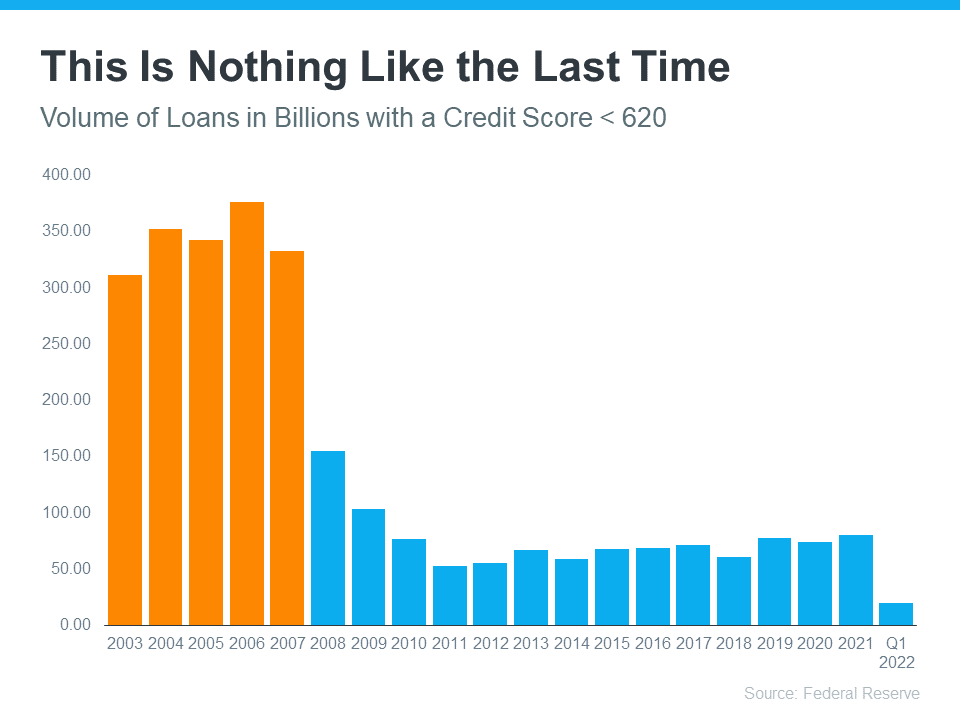 This Is Nothing Like the Last Time
Volume of Loans in Billions with a Credit Score < 620
400.00
350.00
300.00
250.00
200.00
150.00
100.00
50.00
0.00
2003 2004 2005 2006 2007 2008 2009 2010 2011 2012 2013 2014 2015 2016 2017 2018 2019 2020 2021 Q1
2022
Source: Federal Reserve